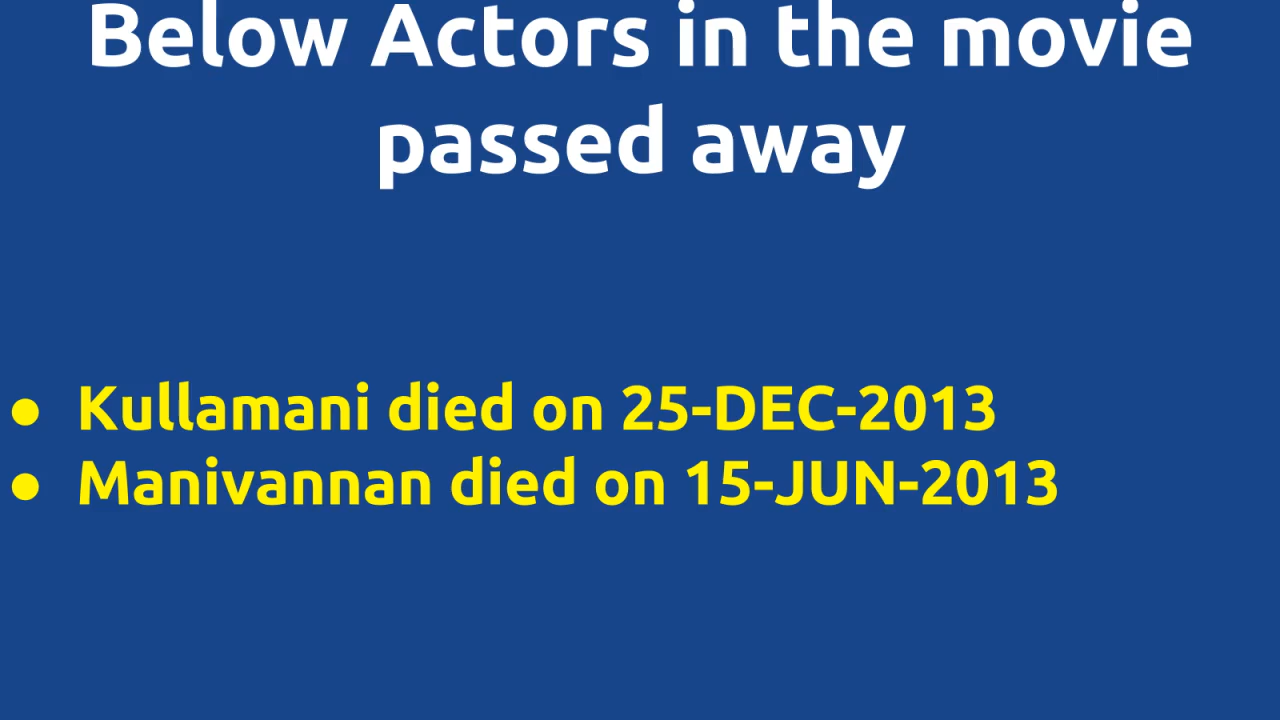 Below Actors in the movie
passed away
● Kullamani died on 25-DEC-2013
● Manivannan died on 15-JUN-2013